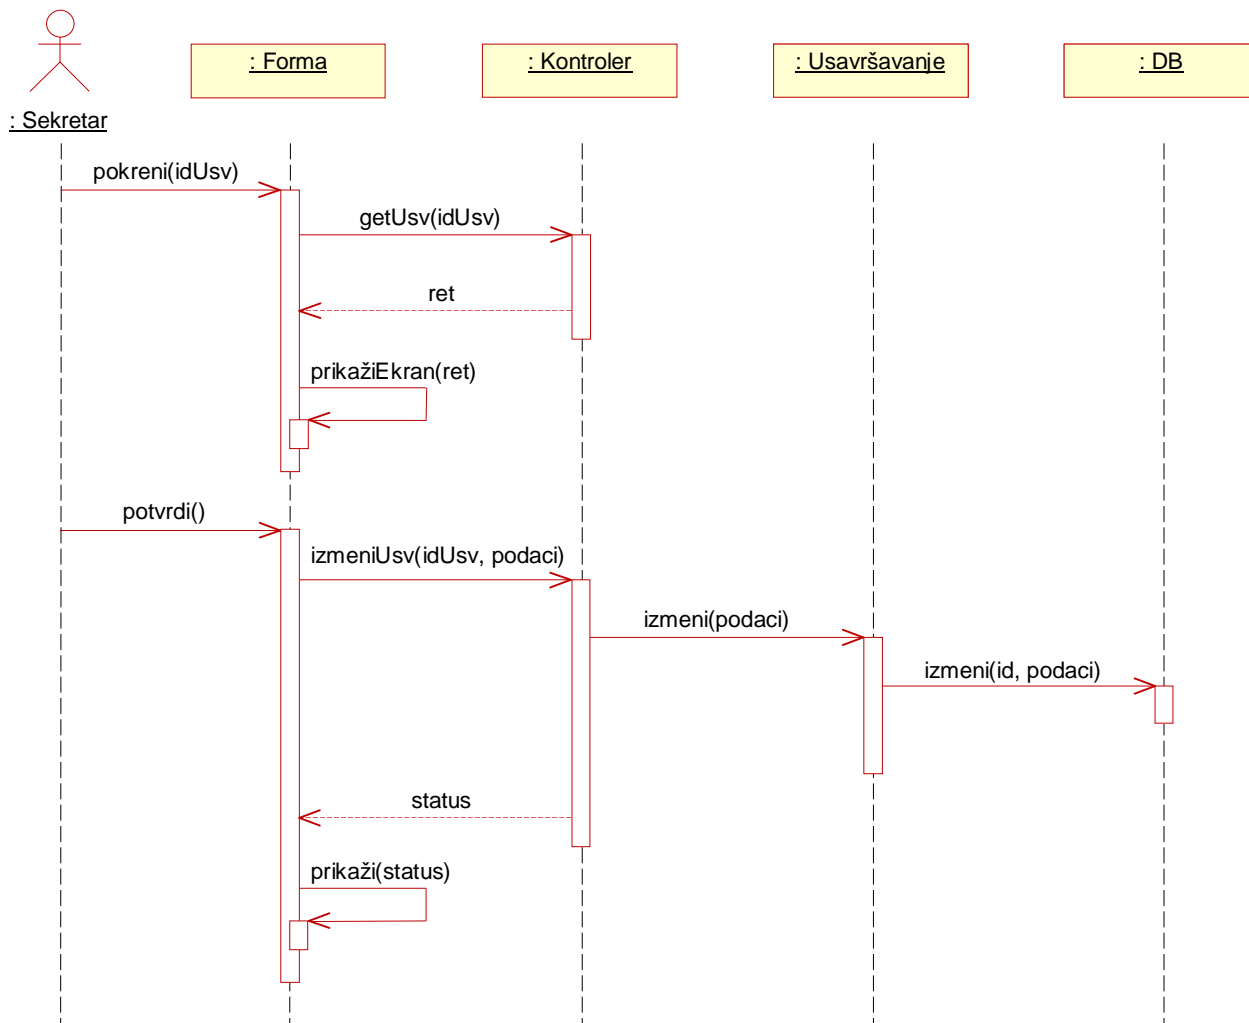 : Forma
: Kontroler
: Usavršavanje
: DB
: Sekretar
pokreni(idUsv)
getUsv(idUsv)
ret
prikažiEkran(ret)
potvrdi()
izmeniUsv(idUsv, podaci)
izmeni(podaci)
izmeni(id, podaci)
status
prikaži(status)